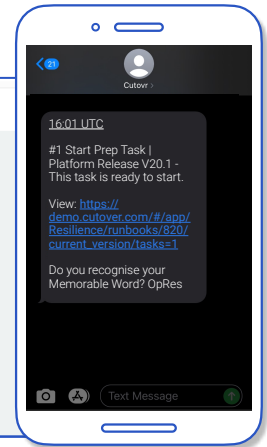 21
Cutovr >
16:01 UTC
#1 Start Prep Task |
Platform Release V20.1 -
This task is ready to start.
View: https://
demo.cutover.com/#/app/
Resilience/runbooks/820/
current_version/tasks=1
Do you recognise your
Memorable Word? OpRes
Text Message